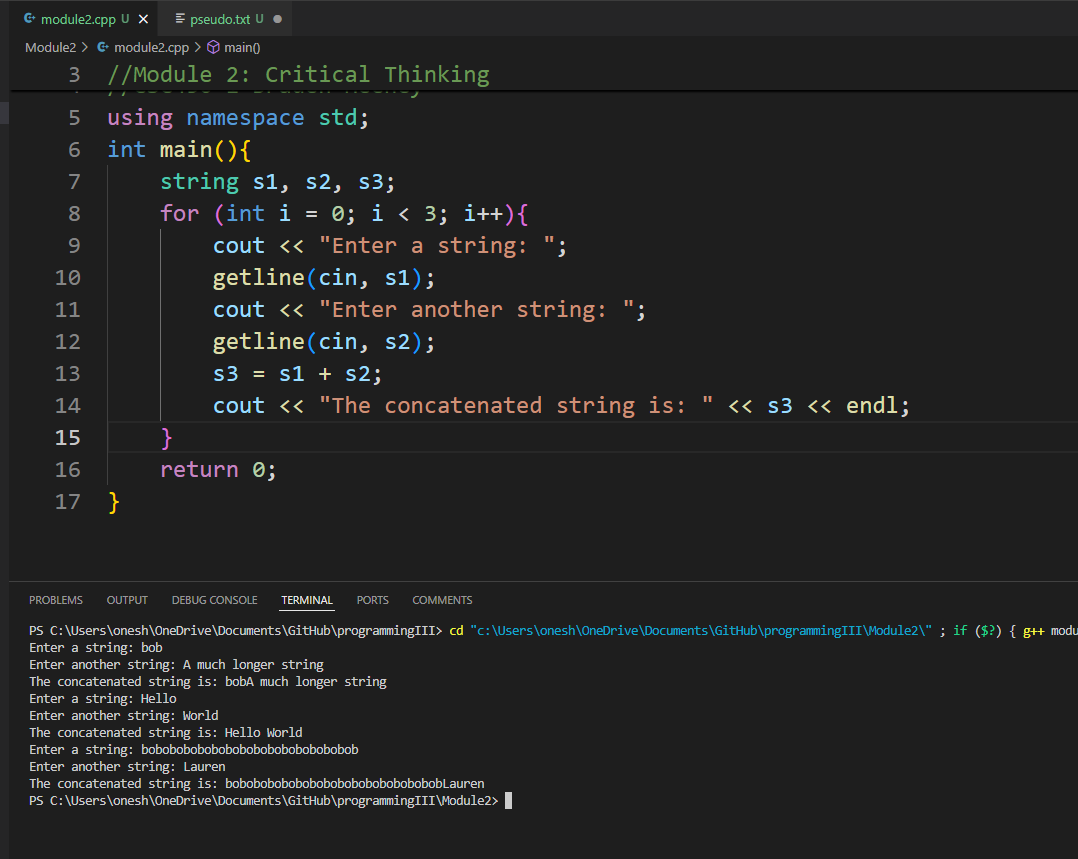 module2.cpp U
pseudo.txt U
Module2 > module2.cpp > main()
3 //Module 2: Critical Thinking
5 using namespace std;
6 int main(){
7 string s1, s2, s3;
8 for (int i = 0; i < 3; i++){
9 cout << "Enter a string: ";
10 getline(cin, s1);
11 cout << "Enter another string: ";
12 getline(cin, s2);
13 s3 = s1 + s2;
14 cout << "The concatenated string is: " << s3 << endl;
15 }
16 return 0;
17 }
PROBLEMS OUTPUT DEBUG CONSOLE TERMINAL PORTS COMMENTS
PS C:\Users\onesh\OneDrive\Documents\GitHub\programmingIII> cd "c:\Users\onesh\OneDrive\Documents\GitHub\programmingIII\Module2\" ; if ($?) { g++ modu
Enter a string: bob
Enter another string: A much longer string
The concatenated string is: bobA much longer string
Enter a string: Hello
Enter another string: World
The concatenated string is: Hello World
Enter a string: bobobobobobobobobobobobobobobob
Enter another string: Lauren
The concatenated string is: bobobobobobobobobobobobobobobobLauren
PS C:\Users\onesh\OneDrive\Documents\GitHub\programmingIII\Module2>